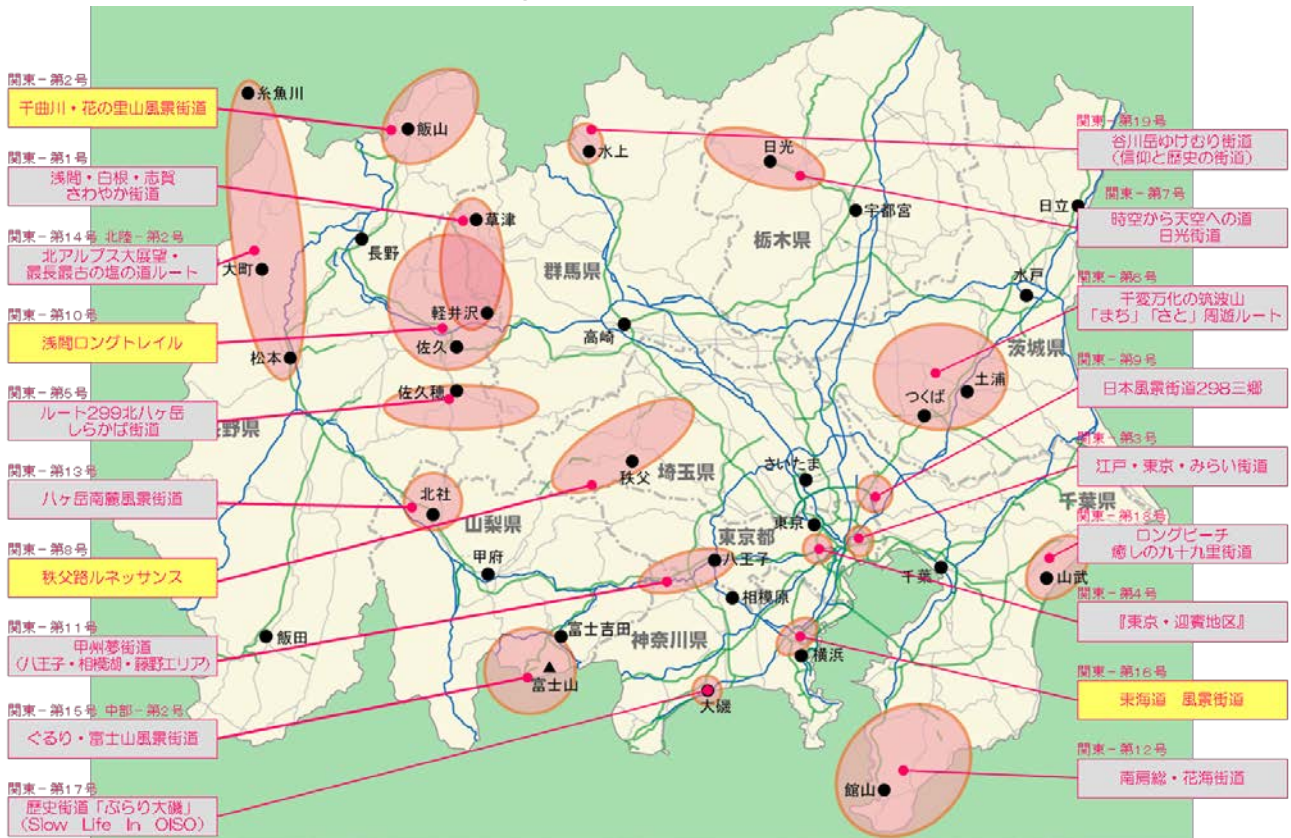 関東-第2号
千曲川・花の里山風景街道
関東-第1号
浅間・白根・志賀
さわやか街道
関東-第14号 北陸-第2号
北アルプス大展望・
最長最古の塩の道ルート
関東-第10号
浅間ロングトレイル
関東-第5号
ルート299北八ヶ岳
しらかば街道
関東-第13号
八ヶ岳南麓風景街道
関東-第8号
秩父路ルネッサンス
関東-第11号
甲州夢街道
(八王子・相模湖・藤野エリア)
関東-第15号 中部-第2号
ぐるり・富士山風景街道
関東-第17号
歴史街道「ぶらり大磯」
(Slow Life In OISO)
糸魚川
飯山
水上
日光
草津
長野
大町
群馬県
栃木県
宇都宮
日立
水戸
軽井沢
佐久
高崎
松本
茨城県
佐久穂
土浦
つくば
長野県
秩父
埼玉県
さいたま
北杜
山梨県
東京
東京都
千葉県
甲府
八王子
千葉
山武
相模原
飯田
富士吉田
神奈川県
横浜
富士山
大磯
館山
関東-第19号
谷川岳ゆけむり街道
(信仰と歴史の街道)
関東-第7号
時空から天空への道
日光街道
関東-第6号
千変万化の筑波山
「まち」「さと」周遊ルート
関東-第9号
日本風景街道298三郷
関東-第3号
江戸・東京・みらい街道
関東-第18号
ロングビーチ
癒しの九十九里街道
関東-第4号
『東京・迎賓地区』
関東-第16号
東海道 風景街道
関東-第12号
南房総・花海街道